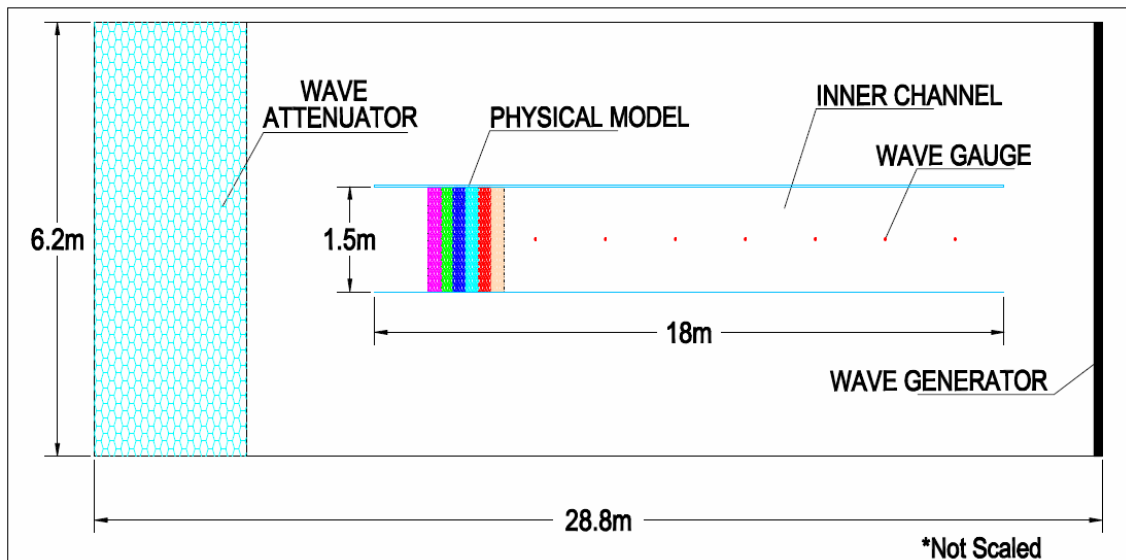 WAVE
ATTENUATOR
PHYSICAL MODEL
INNER CHANNEL
WAVE GAUGE
6.2m
1.5m
18m
WAVE GENERATOR
28.8m
*Not Scaled